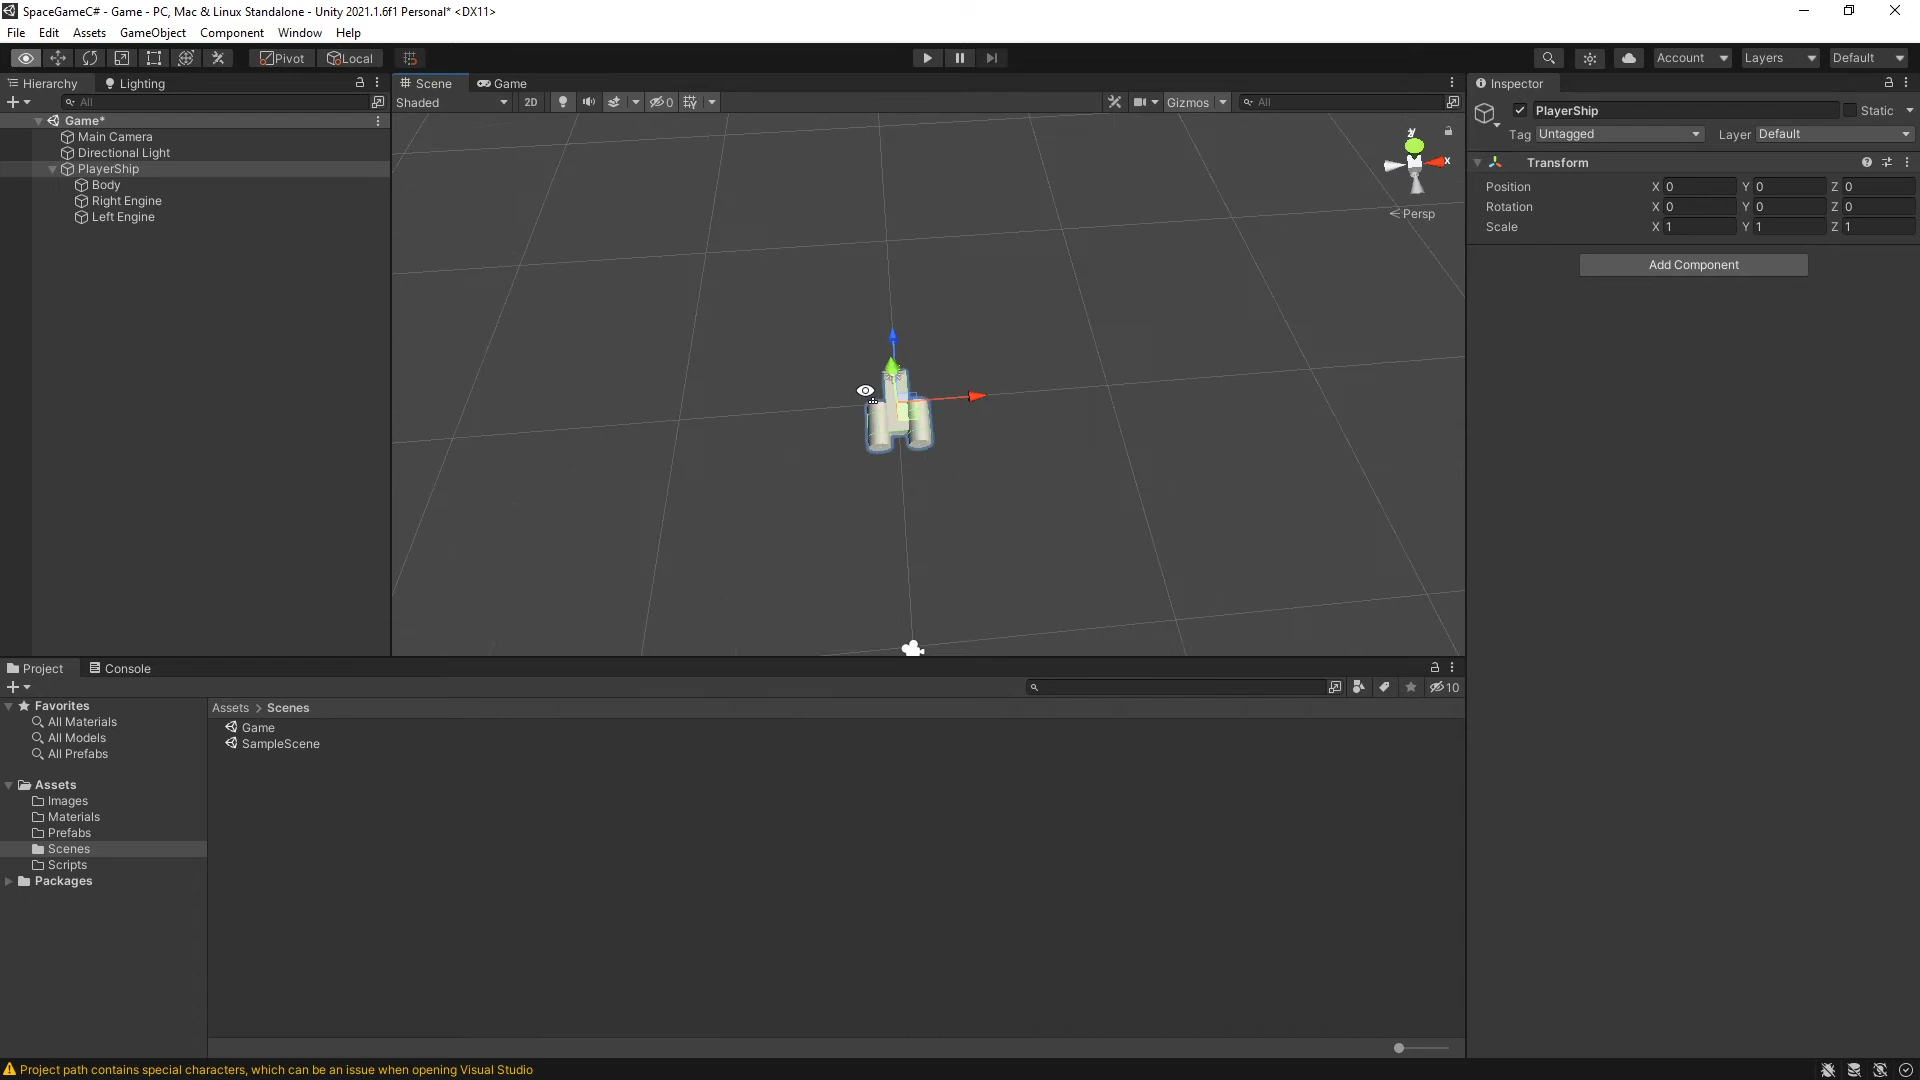 SpaceGameC# - Game - PC, Mac & Linux Standalone - Unity 2021.1.6f1 Personal* <DX11>
File Edit Assets GameObject Component Window Help
Pivot Local Account Layers Default
Hierarchy Lighting
All
Game*
Main Camera
Directional Light
PlayerShip
Body
Right Engine
Left Engine
Scene Game
Shaded 2D 0 Gizmos All
y
x
Persp
Inspector
PlayerShip Static
Tag Untagged Layer Default
Transform
Position X 0 Y 0 Z 0
Rotation X 0 Y 0 Z 0
Scale X 1 Y 1 Z 1
Add Component
Project Console
10
Favorites
All Materials
All Models
All Prefabs
Assets
Images
Materials
Prefabs
Scenes
Scripts
Packages
Assets > Scenes
Game
SampleScene
Project path contains special characters, which can be an issue when opening Visual Studio